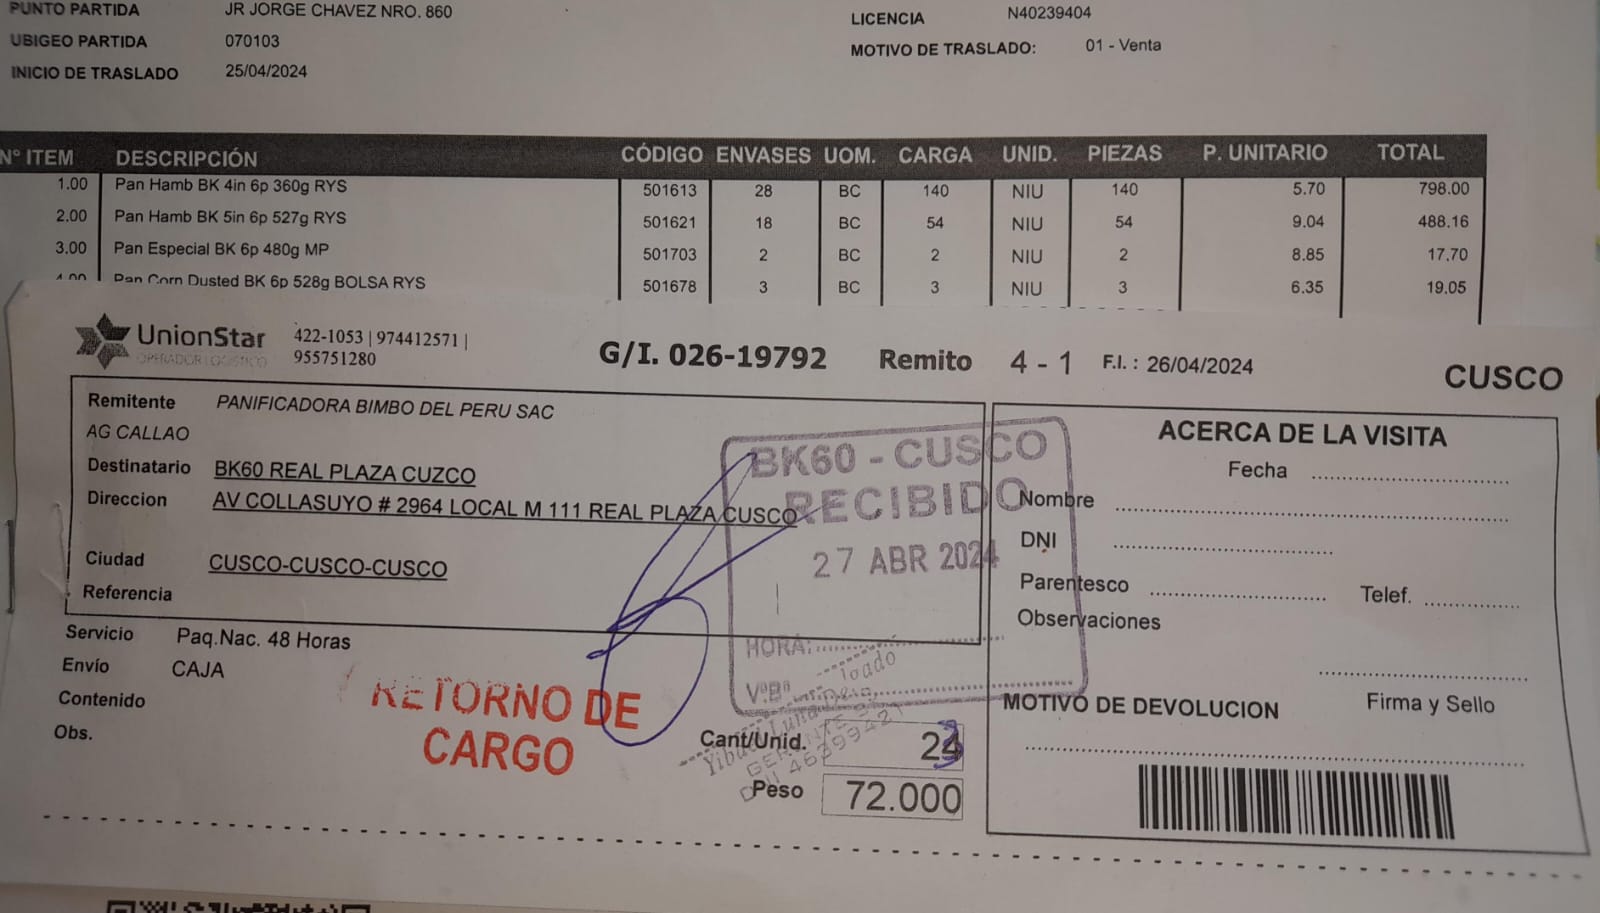 PUNTO PARTIDA JR JORGE CHAVEZ NRO. 860
UBIGEO PARTIDA 070103
INICIO DE TRASLADO 25/04/2024
LICENCIA N40239404
MOTIVO DE TRASLADO: 01 - Venta
N° ITEM DESCRIPCIÓN CÓDIGO ENVASES UOM. CARGA UNID. PIEZAS P. UNITARIO TOTAL
1.00 Pan Hamb BK 4in 6p 360g RYS 501613 28 BC 140 NIU 140 5.70 798.00
2.00 Pan Hamb BK 5in 6p 527g RYS 501621 18 BC 54 NIU 54 9.04 488.16
3.00 Pan Especial BK 6p 480g MP 501703 2 BC 2 NIU 2 8.85 17.70
4.00 Pan Corn Dusted BK 6p 528g BOLSA RYS 501678 3 BC 3 NIU 3 6.35 19.05
UnionStar
OPERADOR LOGISTICO
422-1053 | 974412571 |
955751280
G/I. 026-19792 Remito 4 - 1 F.I. : 26/04/2024 CUSCO
Remitente PANIFICADORA BIMBO DEL PERU SAC
AG CALLAO
Destinatario BK60 REAL PLAZA CUZCO
Direccion AV COLLASUYO # 2964 LOCAL M 111 REAL PLAZA CUSCO
Ciudad CUSCO-CUSCO-CUSCO
Referencia
Servicio Paq.Nac. 48 Horas
Envío CAJA
Contenido
Obs.
RETORNO DE
CARGO
BK60 - CUSCO
RECIBIDO
27 ABR 2024
HORA:
V°B°
GERENTE
DNI 46399421
Cant/Unid. 23
Peso 72.000
ACERCA DE LA VISITA
Fecha
Nombre
DNI
Parentesco Telef.
Observaciones
Firma y Sello
MOTIVO DE DEVOLUCION